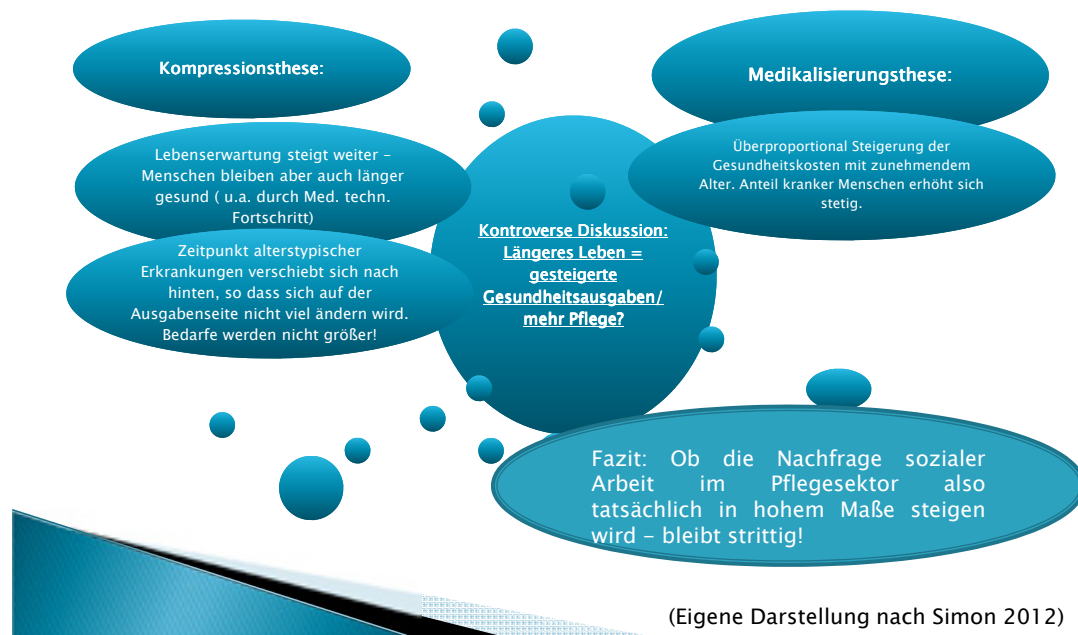 Kompressionsthese:
Lebenserwartung steigt weiter –
Menschen bleiben aber auch länger
gesund ( u.a. durch Med. techn.
Fortschritt)
Zeitpunkt alterstypischer
Erkrankungen verschiebt sich nach
hinten, so dass sich auf der
Ausgabenseite nicht viel ändern wird.
Bedarfe werden nicht größer!
Kontroverse Diskussion:
Längeres Leben =
gesteigerte
Gesundheitsausgaben/
mehr Pflege?
Medikalisierungsthese:
Überproportional Steigerung der
Gesundheitskosten mit zunehmendem
Alter. Anteil kranker Menschen erhöht sich
stetig.
Fazit: Ob die Nachfrage sozialer
Arbeit im Pflegesektor also
tatsächlich in hohem Maße steigen
wird – bleibt strittig!
(Eigene Darstellung nach Simon 2012)